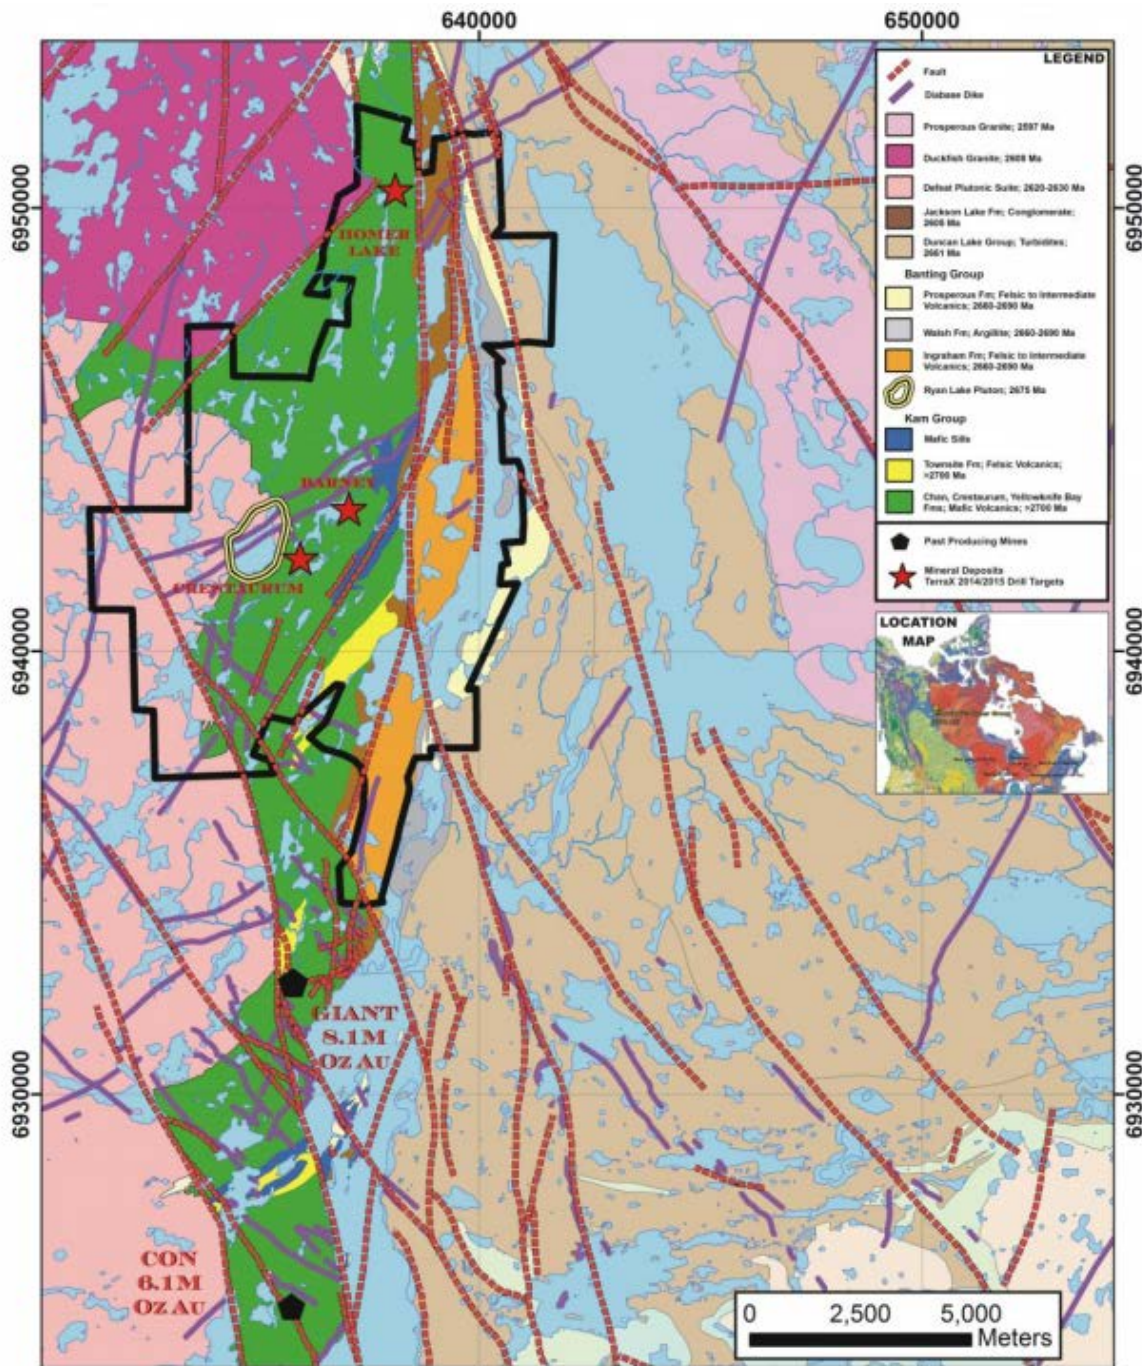 640000
650000
LEGEND
Fault
Diabase Dike
Prosperous Granite; 2597 Ma
Duckfish Granite; 2608 Ma
Defeat Plutonic Suite; 2620-2630 Ma
Jackson Lake Fm; Conglomerate;
2605 Ma
Duncan Lake Group; Turbidites;
2661 Ma
Banting Group
Prosperous Fm; Felsic to Intermediate
Volcanics; 2660-2690 Ma
Walsh Fm; Argillite; 2660-2690 Ma
Ingraham Fm; Felsic to Intermediate
Volcanics; 2660-2690 Ma
Ryan Lake Pluton; 2675 Ma
Kam Group
Mafic Sills
Townsite Fm; Felsic Volcanics;
>2700 Ma
Chan, Crestaurum, Yellowknife Bay
Fms; Mafic Volcanics; >2700 Ma
Past Producing Mines
Mineral Deposits
TerraX 2014/2015 Drill Targets
LOCATION
MAP
6950000
6950000
HOMER
LAKE
BARNEY
CRESTAURUM
6940000
6940000
GIANT
8.1M
OZ AU
6930000
6930000
CON
6.1M
OZ AU
0 2,500 5,000
Meters